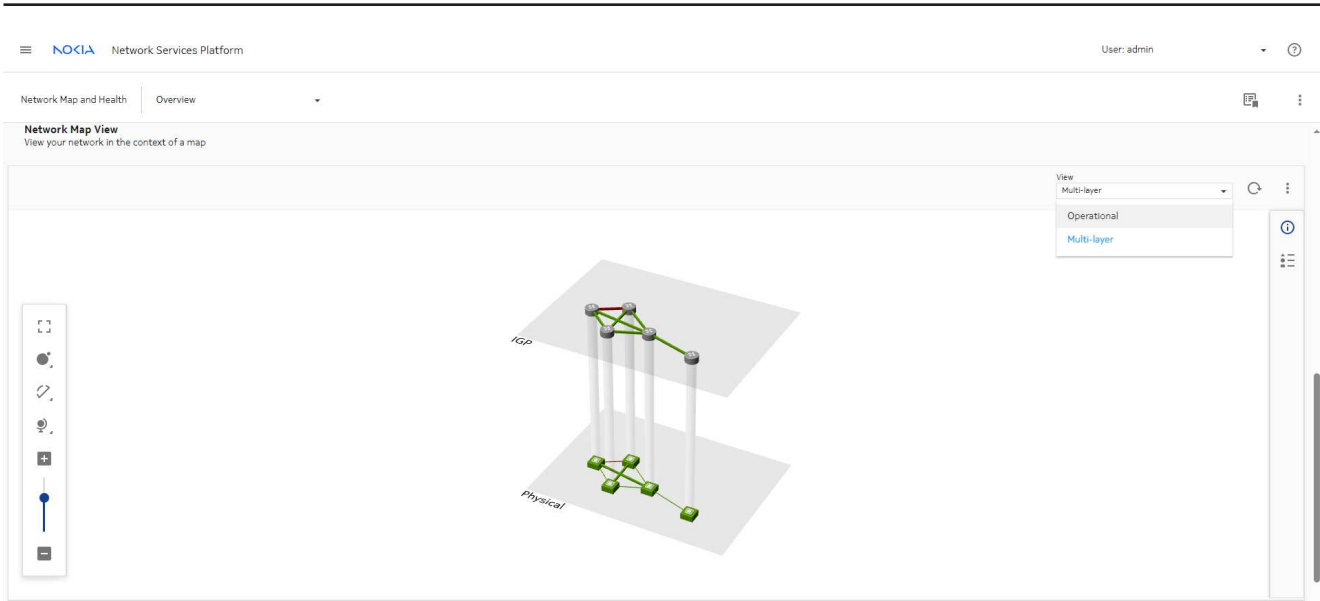 NOKIA Network Services Platform
User: admin
Network Map and Health
Overview
Network Map View
View your network in the context of a map
View
Multi-layer
Operational
Multi-layer
IGP
Physical